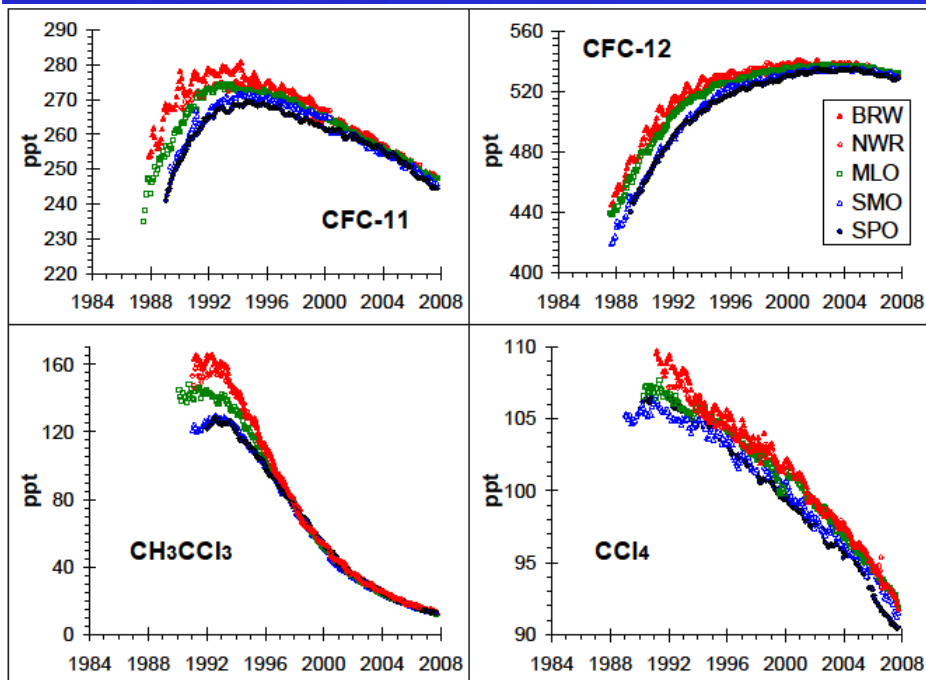 290
280
270
260
250
240
230
220
ppt
CFC-11
1984 1988 1992 1996 2000 2004 2008
560
520
480
440
400
ppt
CFC-12
BRW
NWR
MLO
SMO
SPO
1984 1988 1992 1996 2000 2004 2008
160
120
80
40
0
ppt
CH3CCl3
1984 1988 1992 1996 2000 2004 2008
110
105
100
95
90
ppt
CCl4
1984 1988 1992 1996 2000 2004 2008